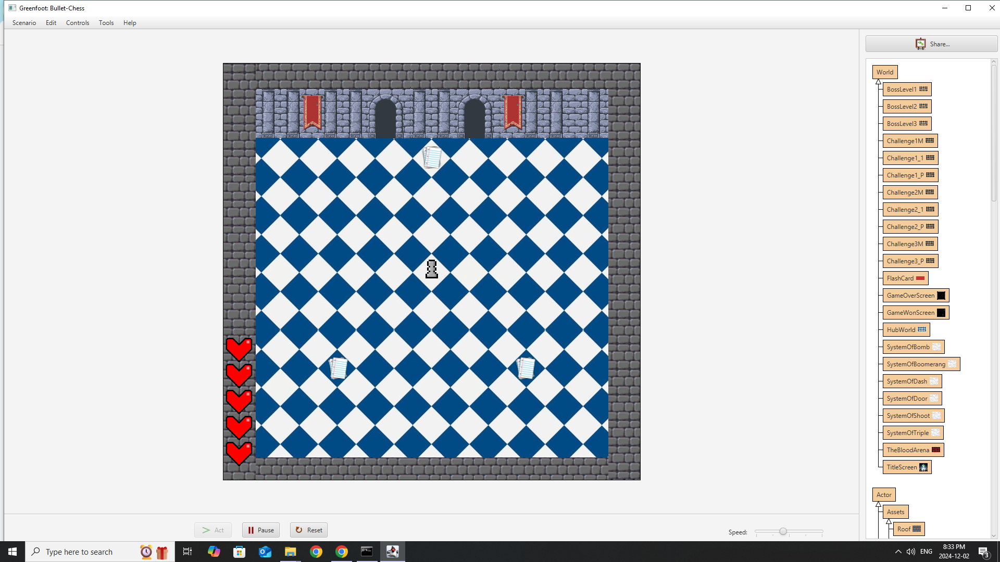 Greenfoot: Bullet-Chess
Scenario Edit Controls Tools Help
Share...
World
BossLevel1
BossLevel2
BossLevel3
Challenge1M
Challenge1_1
Challenge1_P
Challenge2M
Challenge2_1
Challenge2_P
Challenge3M
Challenge3_P
FlashCard
GameOverScreen
GameWonScreen
HubWorld
SystemOfBomb
SystemOfBoomerang
SystemOfDash
SystemOfDoor
SystemOfShoot
SystemOfTriple
TheBloodArena
TitleScreen
Actor
Assets
Roof
Act Pause Reset Speed:
Type here to search
ENG
8:33 PM
2024-12-02
3